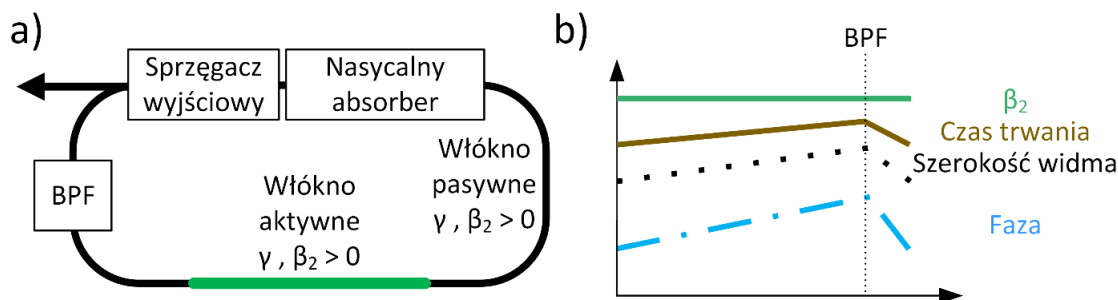 a)
Sprzęgacz
wyjściowy
Nasycalny
absorber
BPF
Włókno
aktywne
γ , β₂ > 0
Włókno
pasywne
γ , β₂ > 0
b)
BPF
β₂
Czas trwania
Szerokość widma
Faza